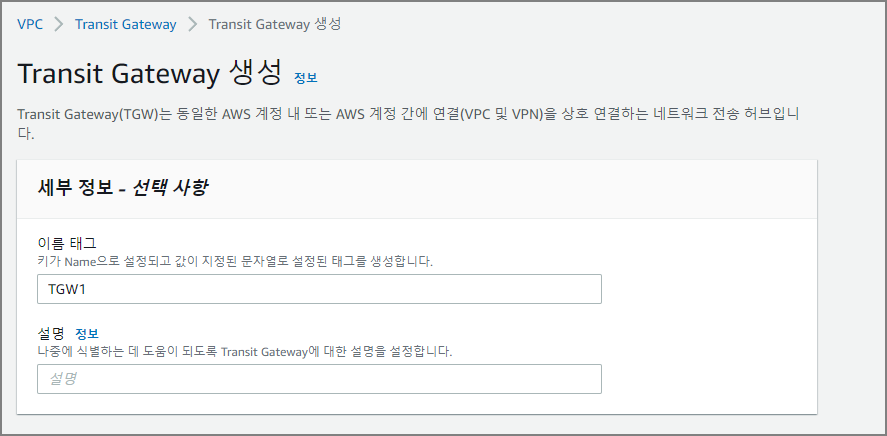 VPC > Transit Gateway > Transit Gateway 생성
Transit Gateway 생성 정보
Transit Gateway(TGW)는 동일한 AWS 계정 내 또는 AWS 계정 간에 연결(VPC 및 VPN)을 상호 연결하는 네트워크 전송 허브입니
다.
세부 정보 - 선택 사항
이름 태그
키가 Name으로 설정되고 값이 지정된 문자열로 설정된 태그를 생성합니다.
TGW1
설명 정보
나중에 식별하는 데 도움이 되도록 Transit Gateway에 대한 설명을 설정합니다.
설명